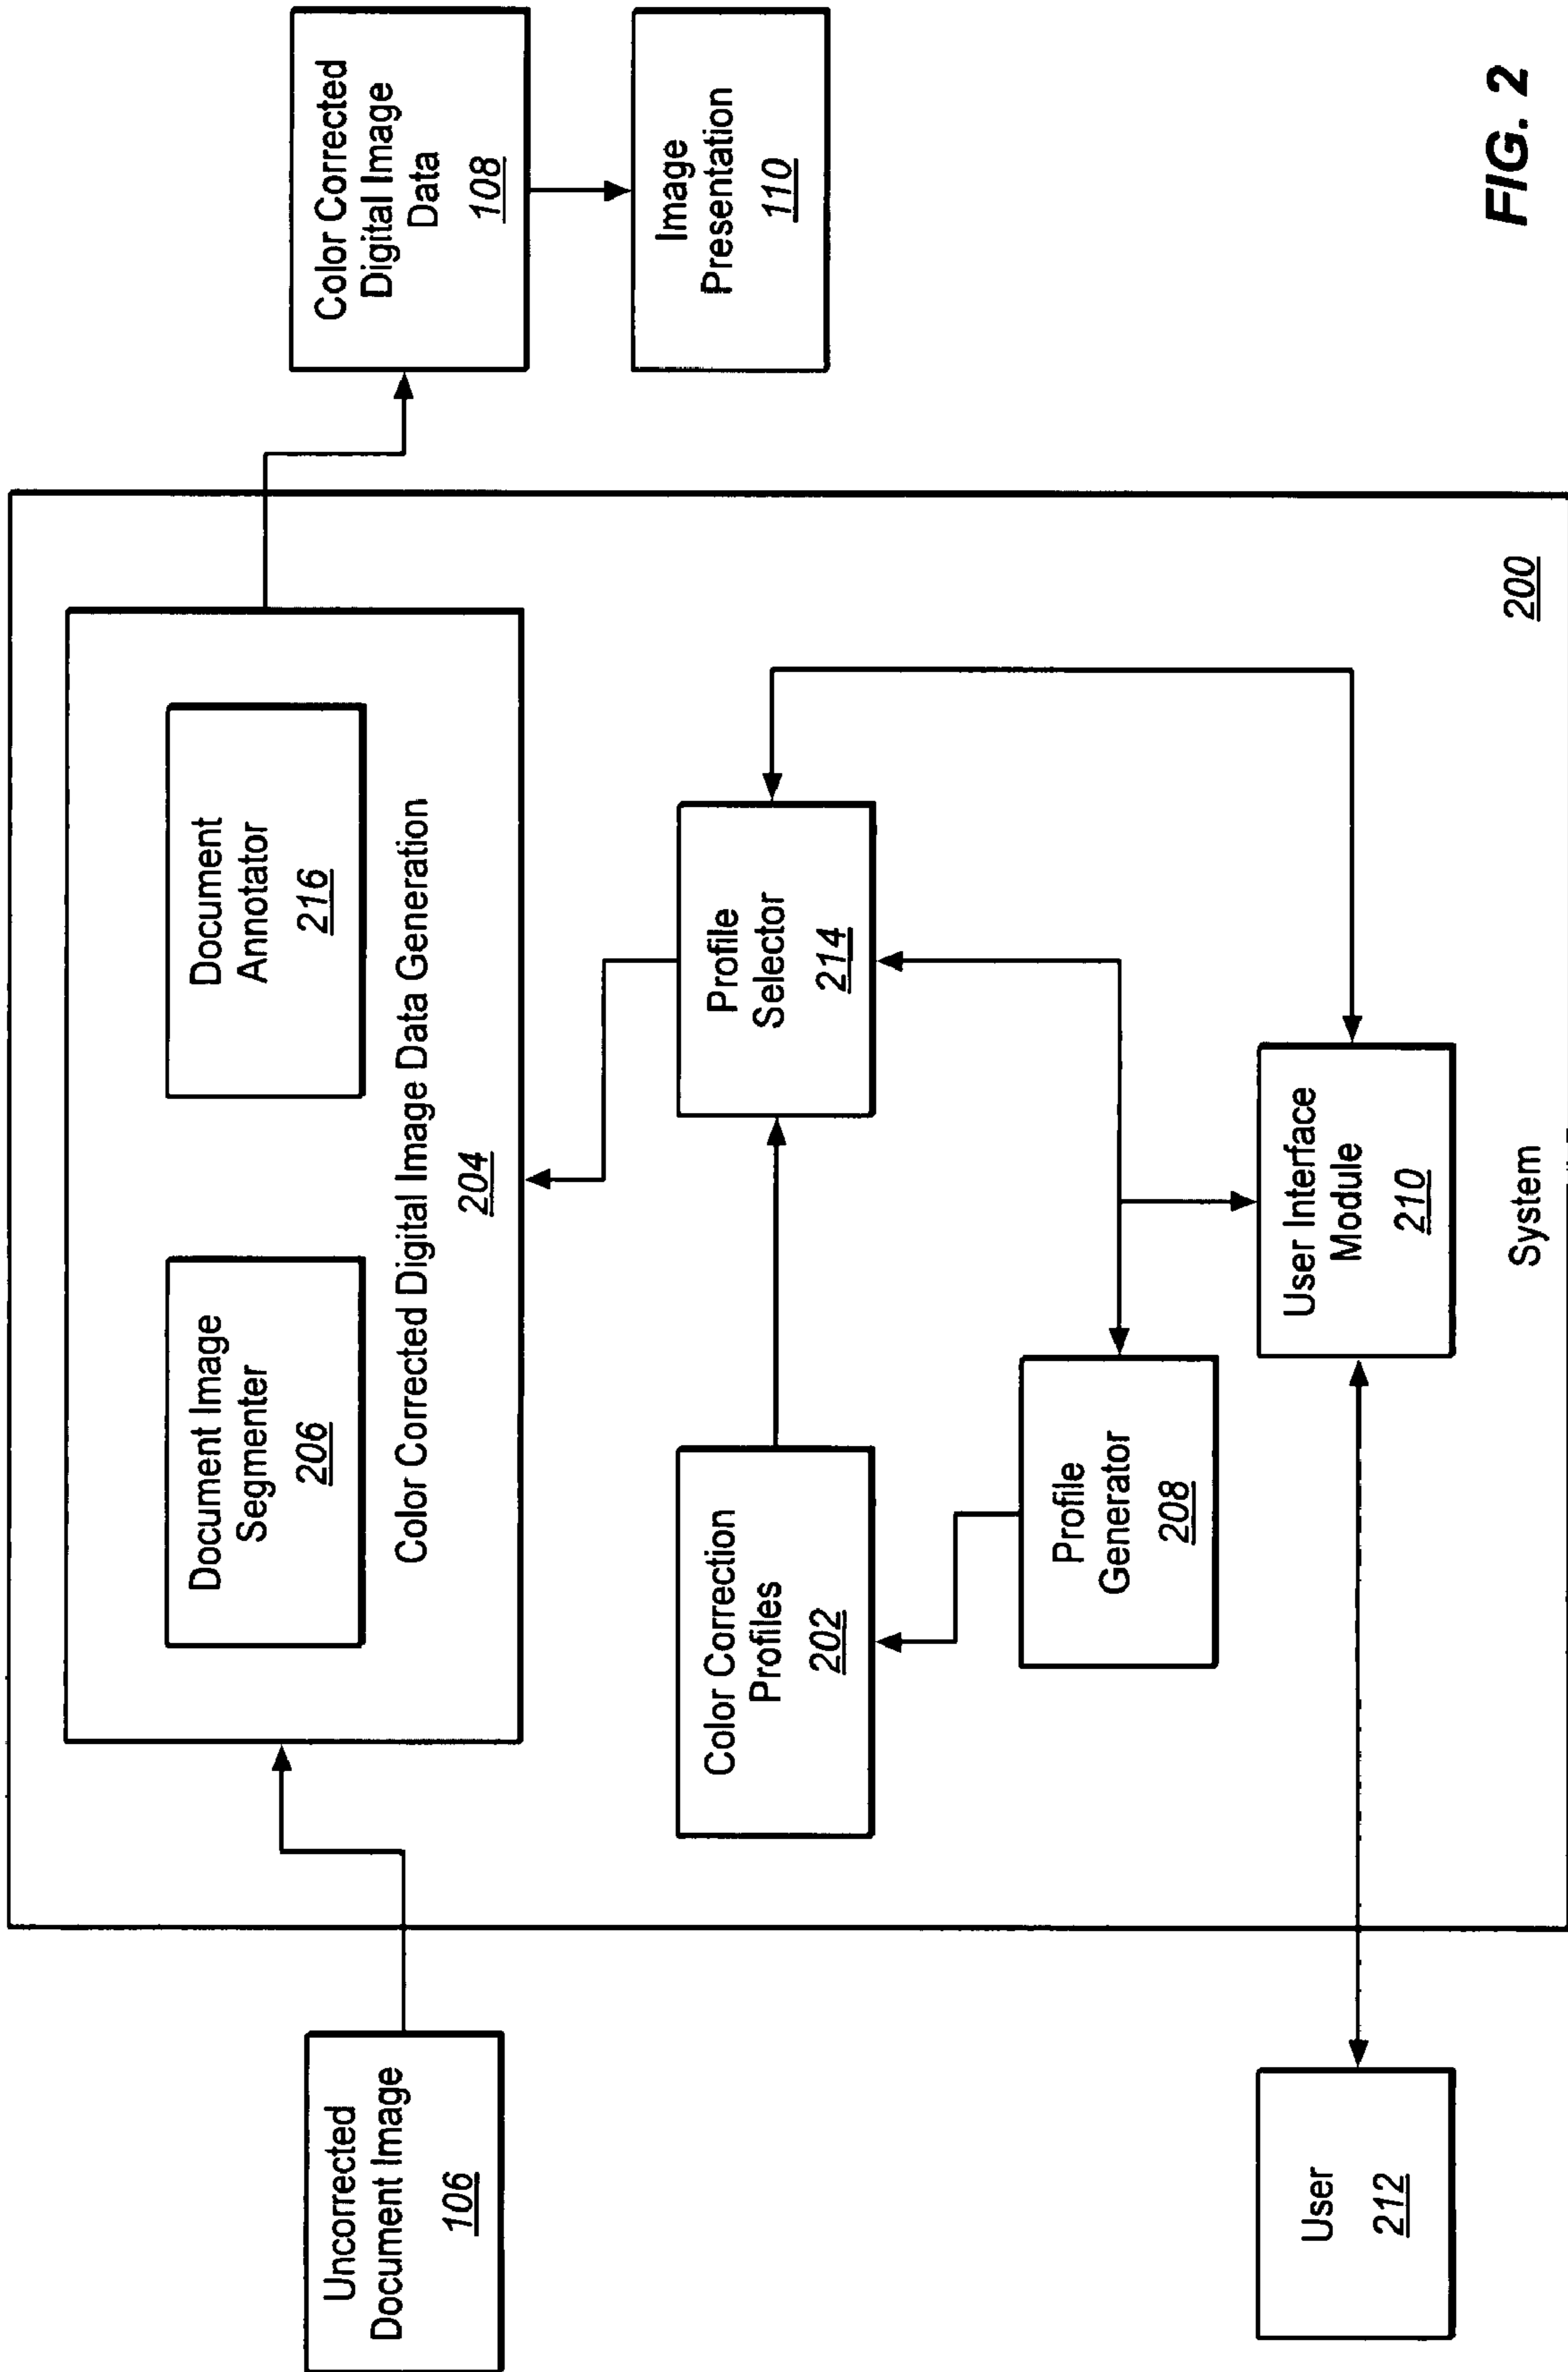 Uncorrected
Document Image
106
User
212
Document Image
Segmenter
206
Document
Annotator
216
Color Corrected Digital Image Data Generation
204
Color Correction
Profiles
202
Profile
Selector
214
Profile
Generator
208
User Interface
Module
210
System
200
Color Corrected
Digital Image
Data
108
Image
Presentation
110
FIG. 2